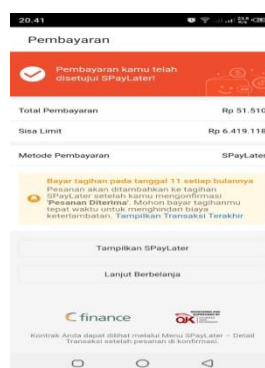 20.41
Pembayaran
Pembayaran kamu telah
disetujui SPayLater!
Total Pembayaran Rp 51.510
Sisa Limit Rp 6.419.118
Metode Pembayaran SPayLater
Bayar tagihan pada tanggal 11 setiap bulannya
Pesanan akan ditambahkan ke tagihan
SPayLater setelah kamu mengonfirmasi
'Pesanan Diterima'. Mohon bayar tagihanmu
tepat waktu untuk menghindari biaya
keterlambatan. Tampilkan Transaksi Terakhir
Tampilkan SPayLater
Lanjut Berbelanja
finance
Kontrak Anda dapat dilihat melalui Menu SPayLater – Detail
Transaksi setelah pesanan di konfirmasi.